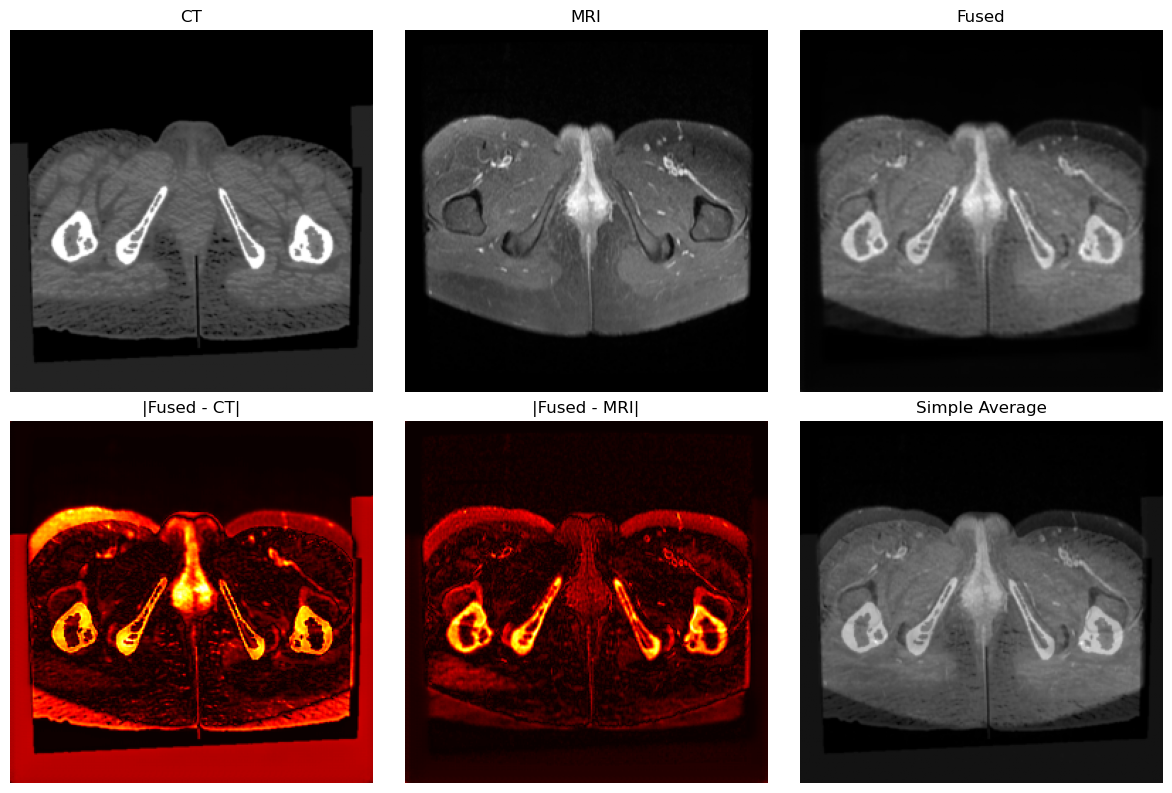 CT
MRI
Fused
|Fused - CT|
|Fused - MRI|
Simple Average